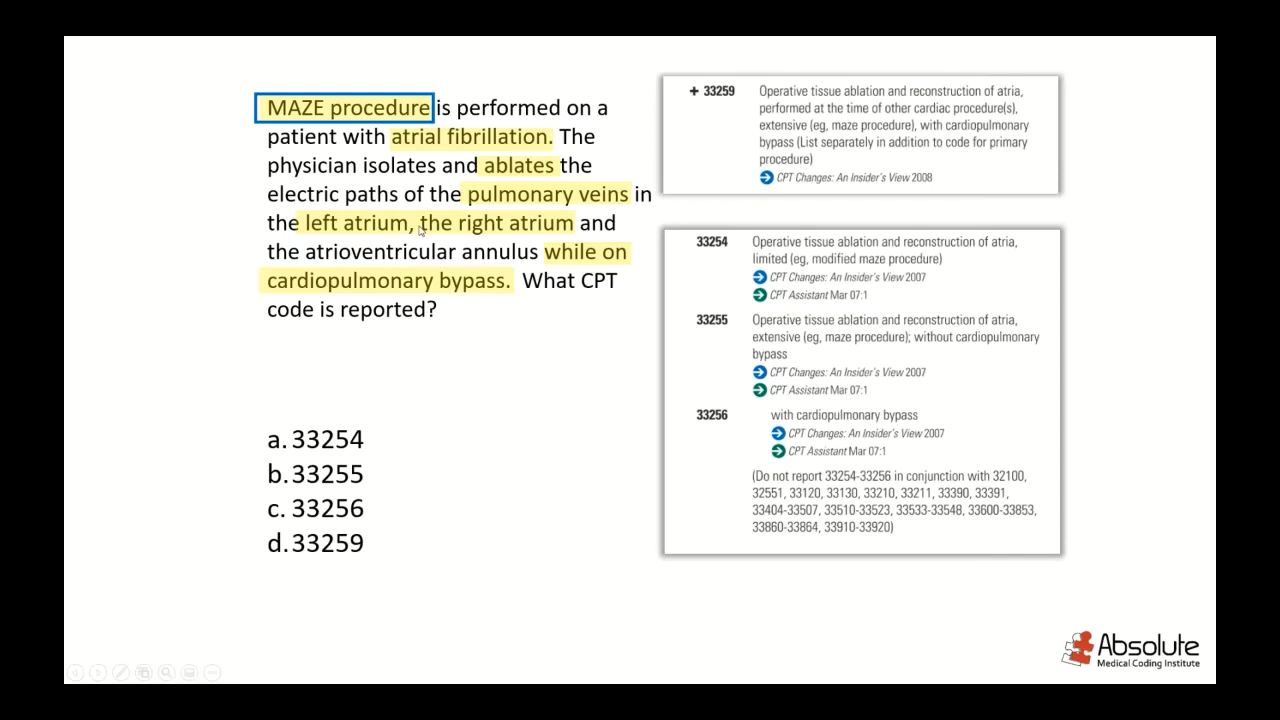 MAZE procedure is performed on a
patient with atrial fibrillation. The
physician isolates and ablates the
electric paths of the pulmonary veins in
the left atrium, the right atrium and
the atrioventricular annulus while on
cardiopulmonary bypass. What CPT
code is reported?
a. 33254
b. 33255
c. 33256
d. 33259
+ 33259 Operative tissue ablation and reconstruction of atria,
performed at the time of other cardiac procedure(s),
extensive (eg, maze procedure), with cardiopulmonary
bypass (List separately in addition to code for primary
procedure)
CPT Changes: An Insider's View 2008
33254 Operative tissue ablation and reconstruction of atria,
limited (eg, modified maze procedure)
CPT Changes: An Insider's View 2007
CPT Assistant Mar 07:1
33255 Operative tissue ablation and reconstruction of atria,
extensive (eg, maze procedure); without cardiopulmonary
bypass
CPT Changes: An Insider's View 2007
CPT Assistant Mar 07:1
33256 with cardiopulmonary bypass
CPT Changes: An Insider's View 2007
CPT Assistant Mar 07:1
(Do not report 33254-33256 in conjunction with 32100,
32551, 33120, 33130, 33210, 33211, 33390, 33391,
33404-33507, 33510-33523, 33533-33548, 33600-33853,
33860-33864, 33910-33920)
Absolute
Medical Coding Institute